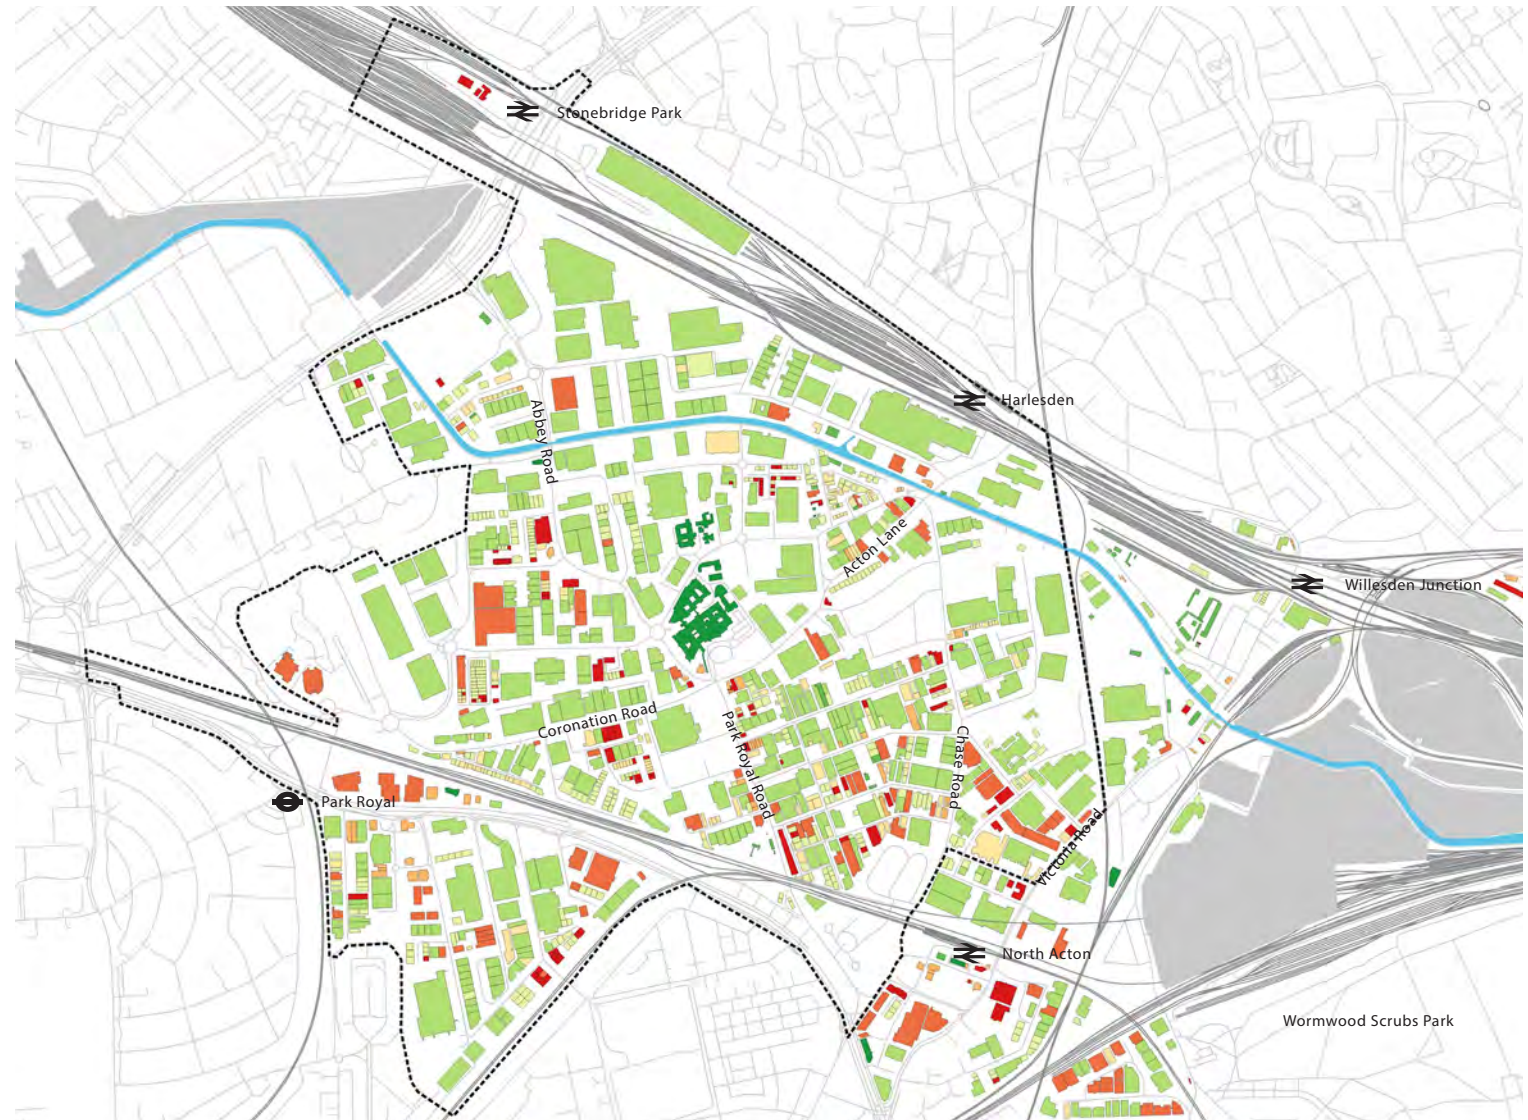 Stonebridge Park
Harlesden
Abbey Road
Acton Lane
Willesden Junction
Coronation Road
Park Royal Road
Chase Road
Park Royal
Victoria Road
North Acton
Wormwood Scrubs Park